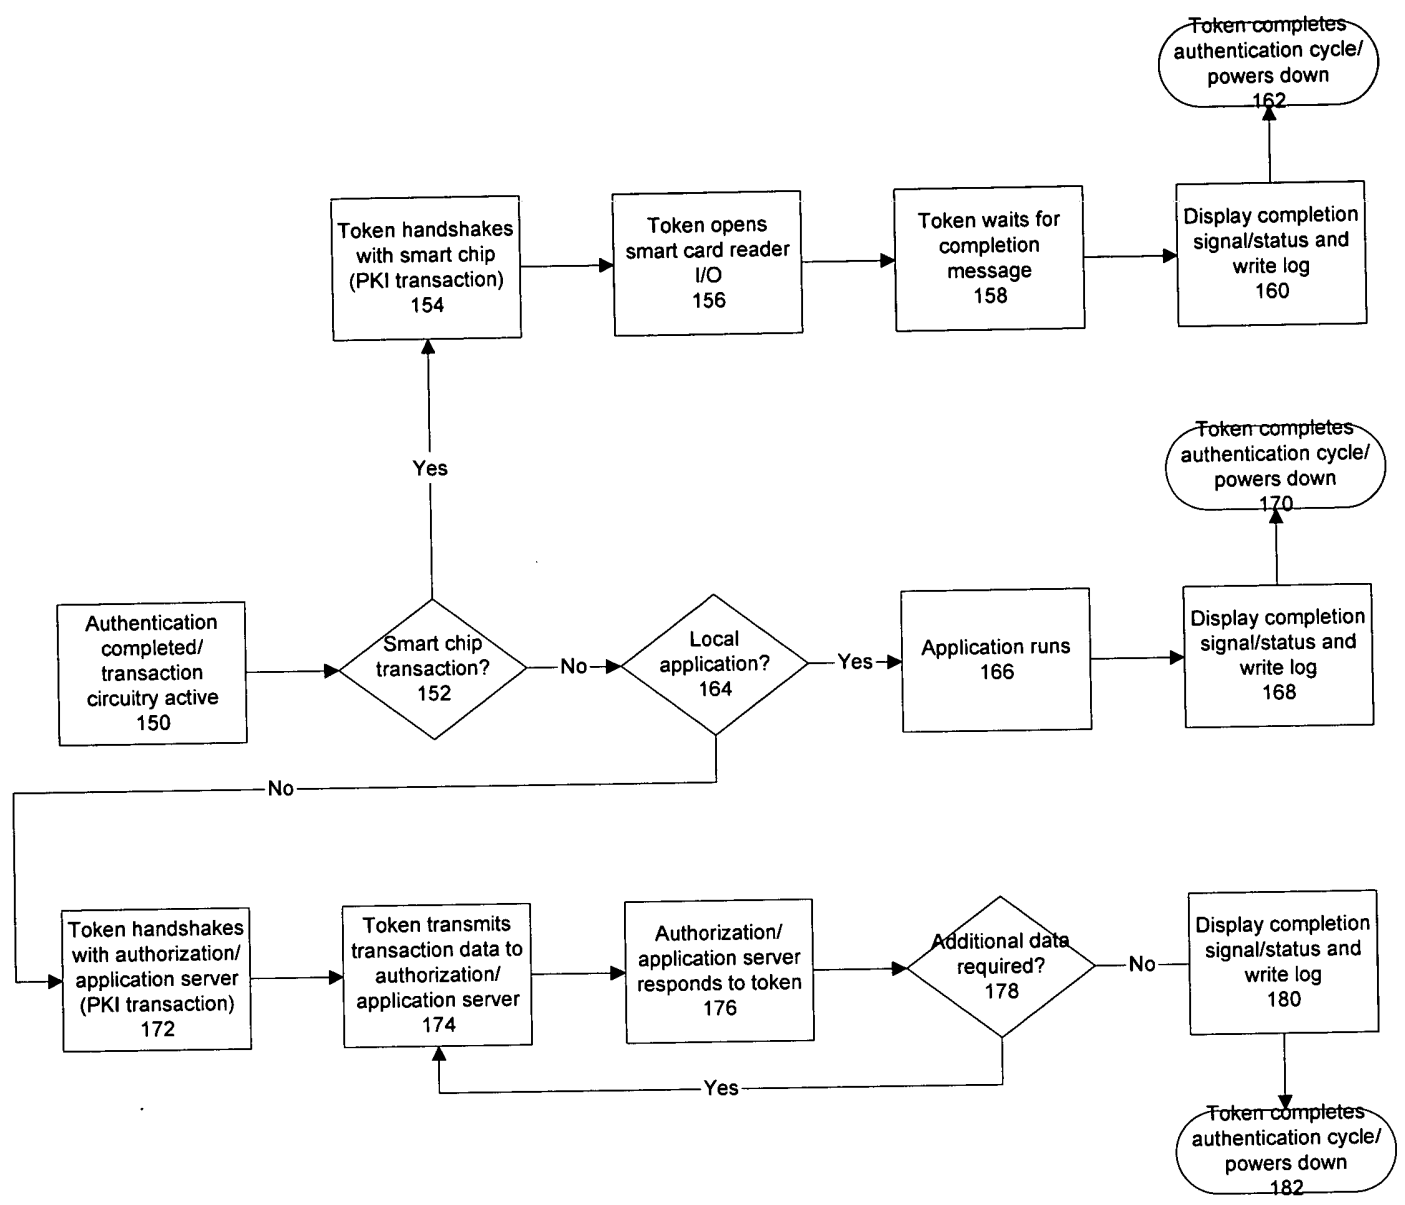 Token completes
authentication cycle/
powers down
162
Token handshakes
with smart chip
(PKI transaction)
154
Token opens
smart card reader
I/O
156
Token waits for
completion
message
158
Display completion
signal/status and
write log
160
Yes
Token completes
authentication cycle/
powers down
170
Authentication
completed/
transaction
circuitry active
150
Smart chip
transaction?
152
No
Local
application?
164
Yes
Application runs
166
Display completion
signal/status and
write log
168
No
Token handshakes
with authorization/
application server
(PKI transaction)
172
Token transmits
transaction data to
authorization/
application server
174
Authorization/
application server
responds to token
176
Additional data
required?
178
No
Display completion
signal/status and
write log
180
Yes
Token completes
authentication cycle/
powers down
182